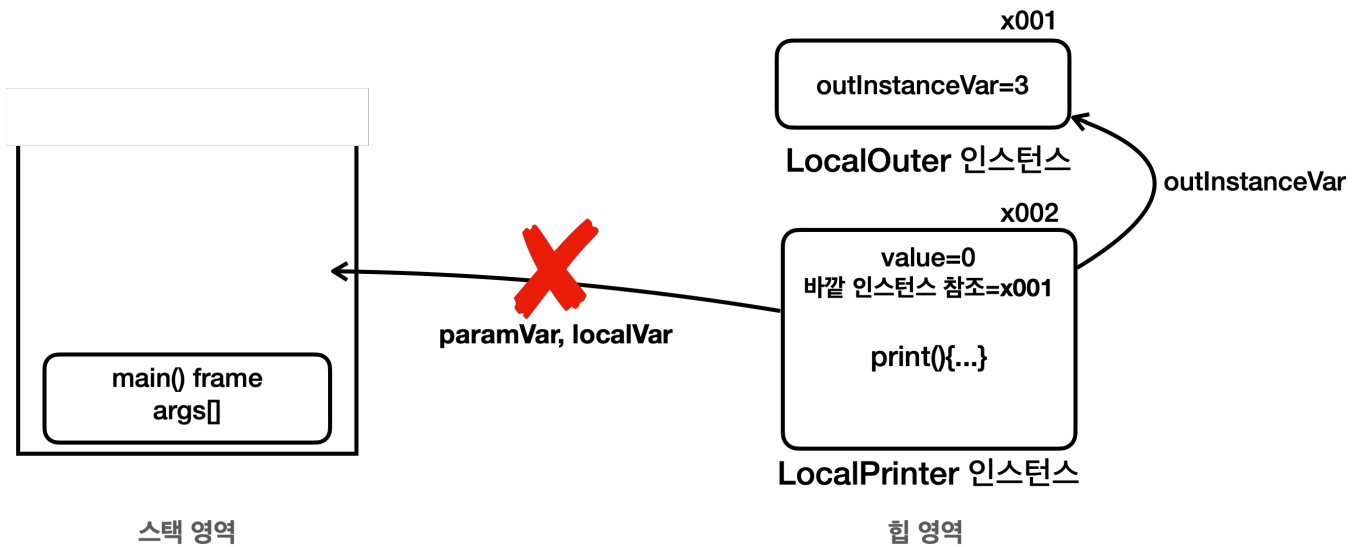 x001
outInstanceVar=3
LocalOuter 인스턴스
outInstanceVar
x002
value=0
바깥 인스턴스 참조=x001
print(){...}
LocalPrinter 인스턴스
paramVar, localVar
main() frame
args[]
스택 영역
힙 영역